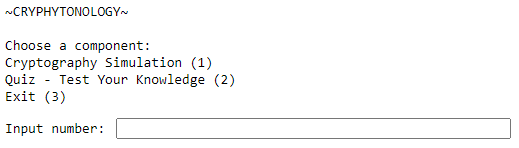 ~CRYPHYTONOLOGY~
Choose a component:
Cryptography Simulation (1)
Quiz - Test Your Knowledge (2)
Exit (3)
Input number: